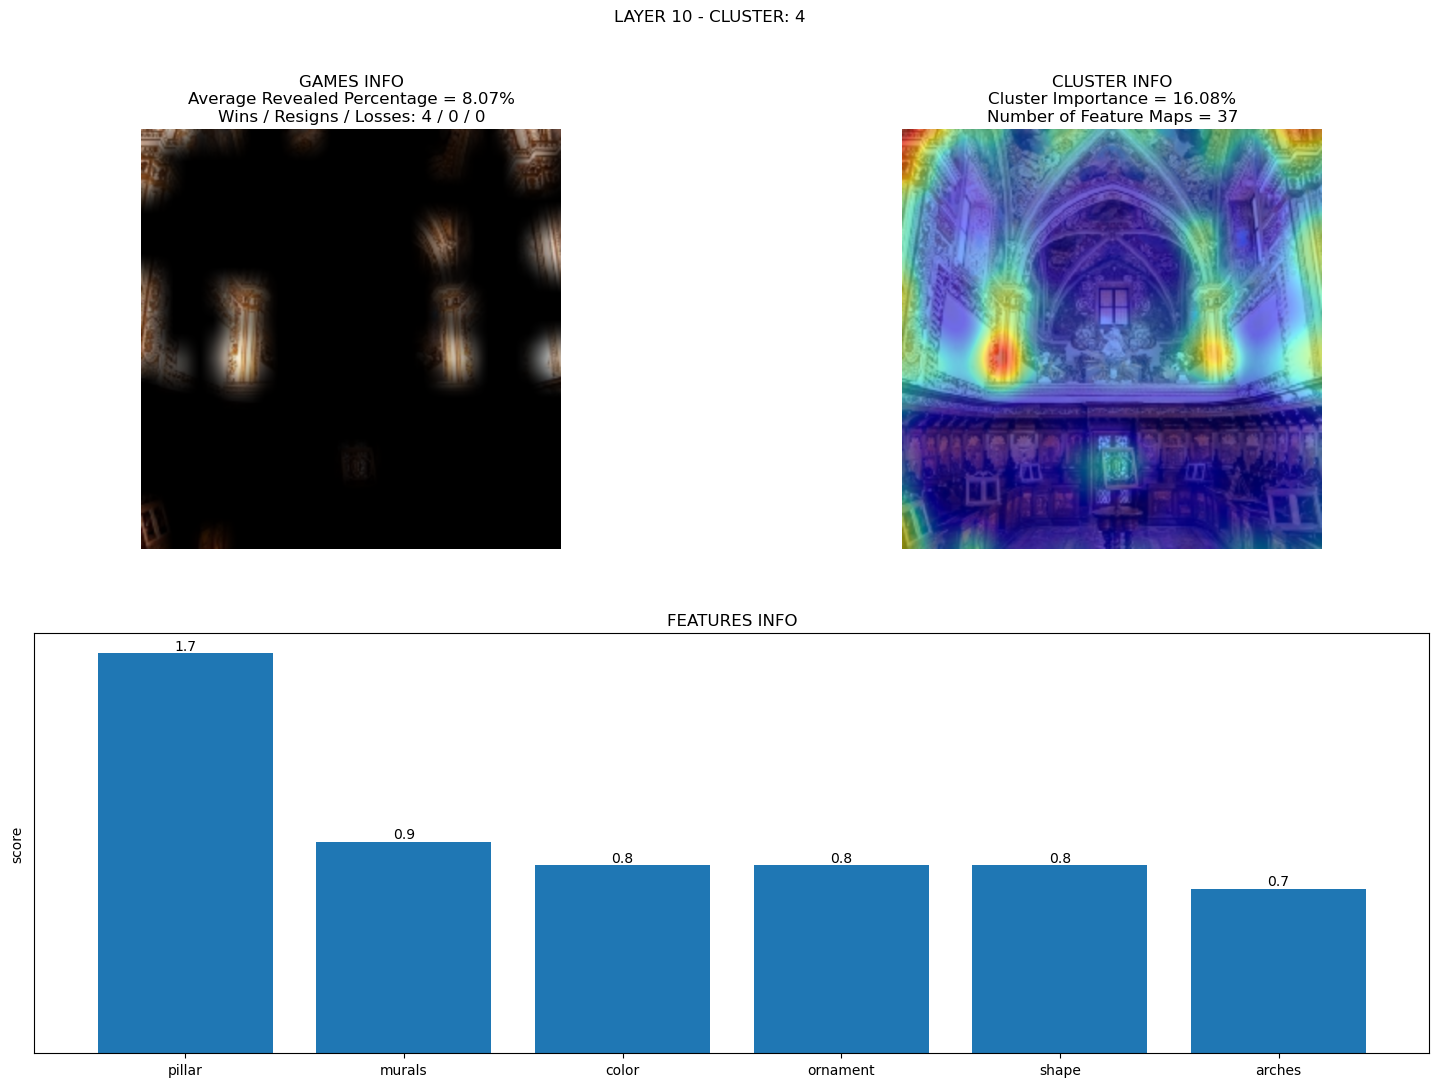 LAYER 10 - CLUSTER: 4
GAMES INFO
Average Revealed Percentage = 8.07%
Wins / Resigns / Losses: 4 / 0 / 0
CLUSTER INFO
Cluster Importance = 16.08%
Number of Feature Maps = 37
FEATURES INFO
score
1.7
0.9
0.8
0.8
0.8
0.7
pillar
murals
color
ornament
shape
arches